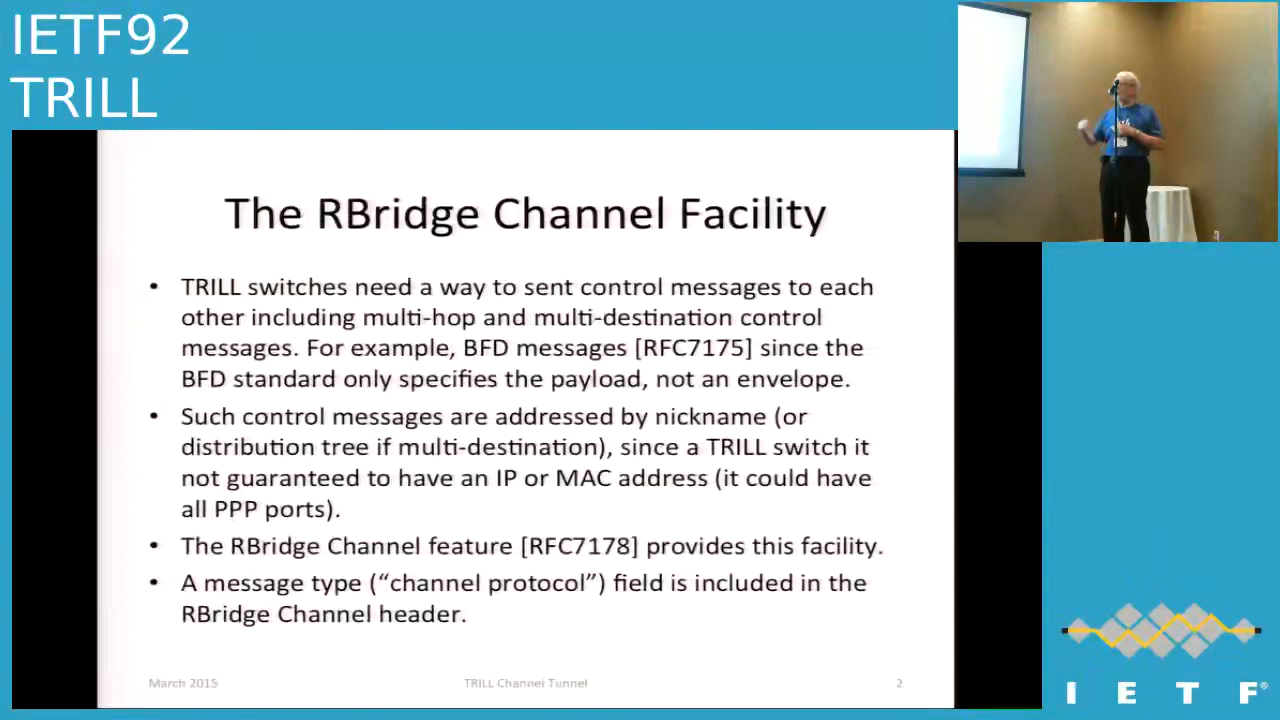 IETF92
TRILL
The RBridge Channel Facility
• TRILL switches need a way to sent control messages to each
other including multi-hop and multi-destination control
messages. For example, BFD messages [RFC7175] since the
BFD standard only specifies the payload, not an envelope.
• Such control messages are addressed by nickname (or
distribution tree if multi-destination), since a TRILL switch it
not guaranteed to have an IP or MAC address (it could have
all PPP ports).
• The RBridge Channel feature [RFC7178] provides this facility.
• A message type (“channel protocol”) field is included in the
RBridge Channel header.
March 2015
TRILL Channel Tunnel
2
I E T F®